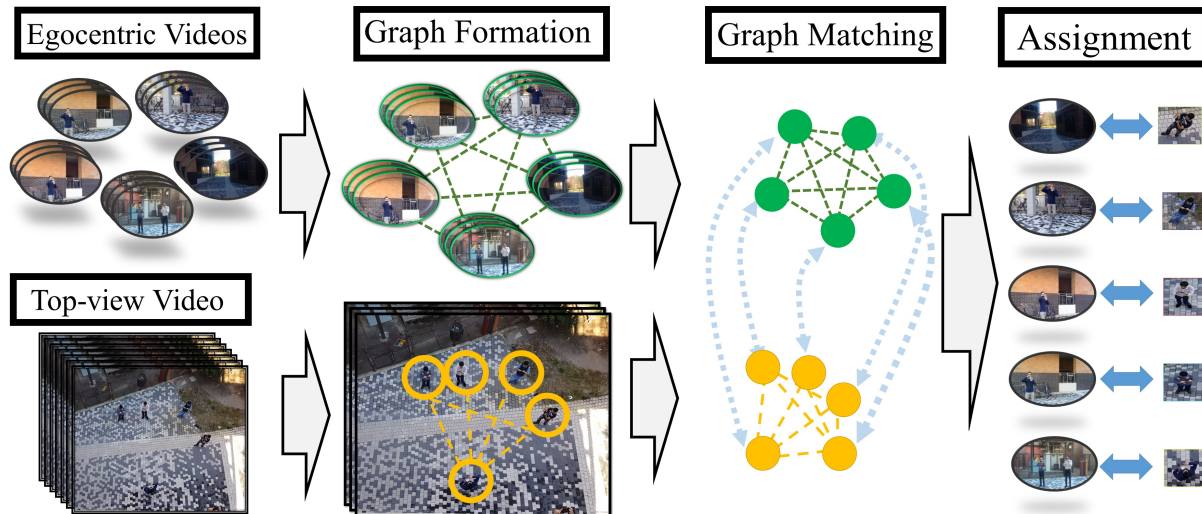 Egocentric Videos
Graph Formation
Graph Matching
Assignment
Top-view Video